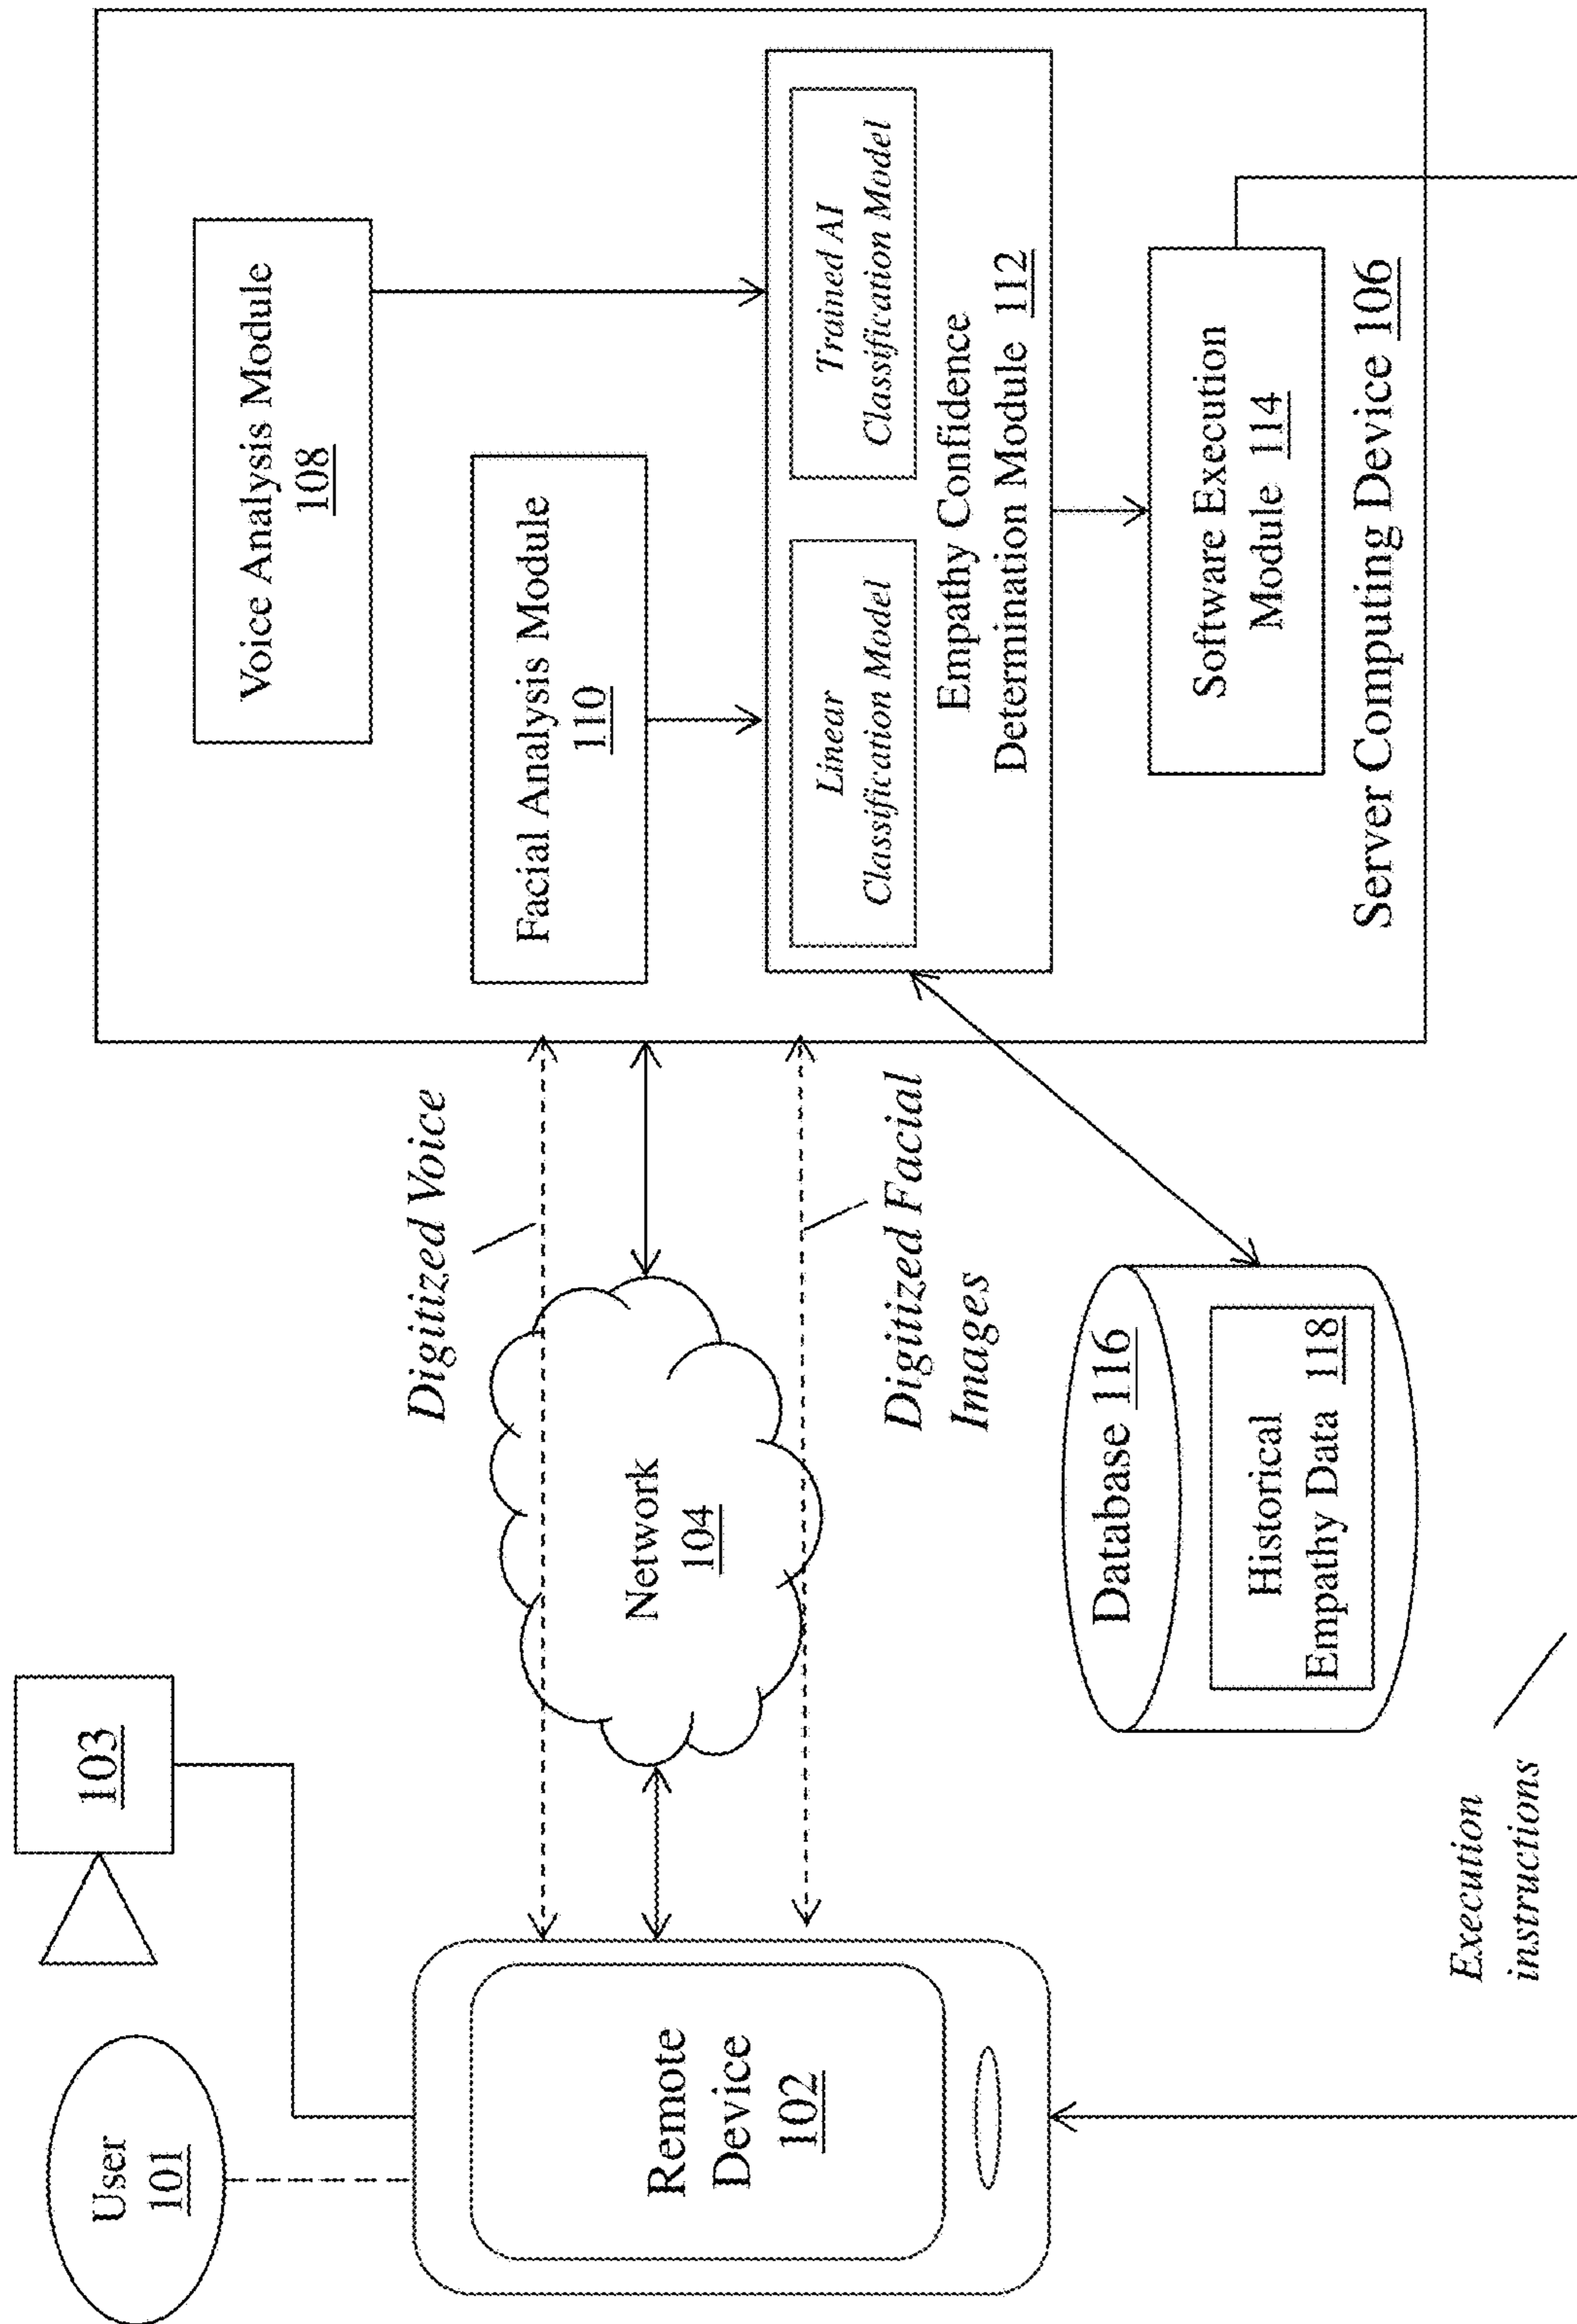 User
101
103
Remote
Device
102
Network
104
Digitized Voice
Digitized Facial
Images
Database 116
Historical
Empathy Data 118
Execution
instructions
Voice Analysis Module
108
Facial Analysis Module
110
Linear
Classification Model
Trained AI
Classification Model
Empathy Confidence
Determination Module 112
Software Execution
Module 114
Server Computing Device 106